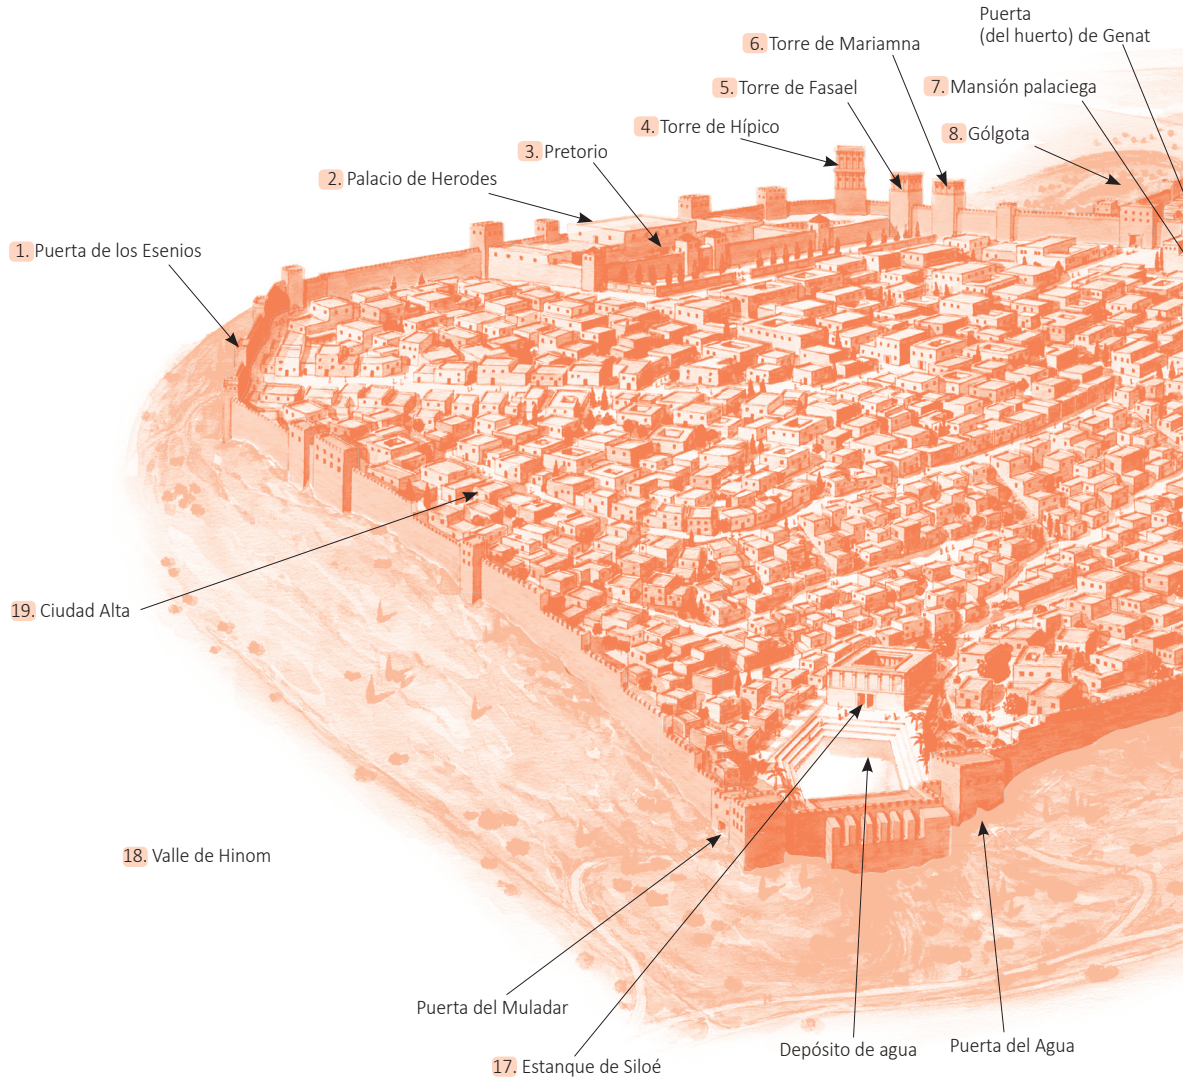 Puerta
(del huerto) de Genat
6. Torre de Mariamna
5. Torre de Fasael
7. Mansión palaciega
4. Torre de Hípico
8. Gólgota
3. Pretorio
2. Palacio de Herodes
1. Puerta de los Esenios
19. Ciudad Alta
18. Valle de Hinom
Puerta del Muladar
Depósito de agua
Puerta del Agua
17. Estanque de Siloé